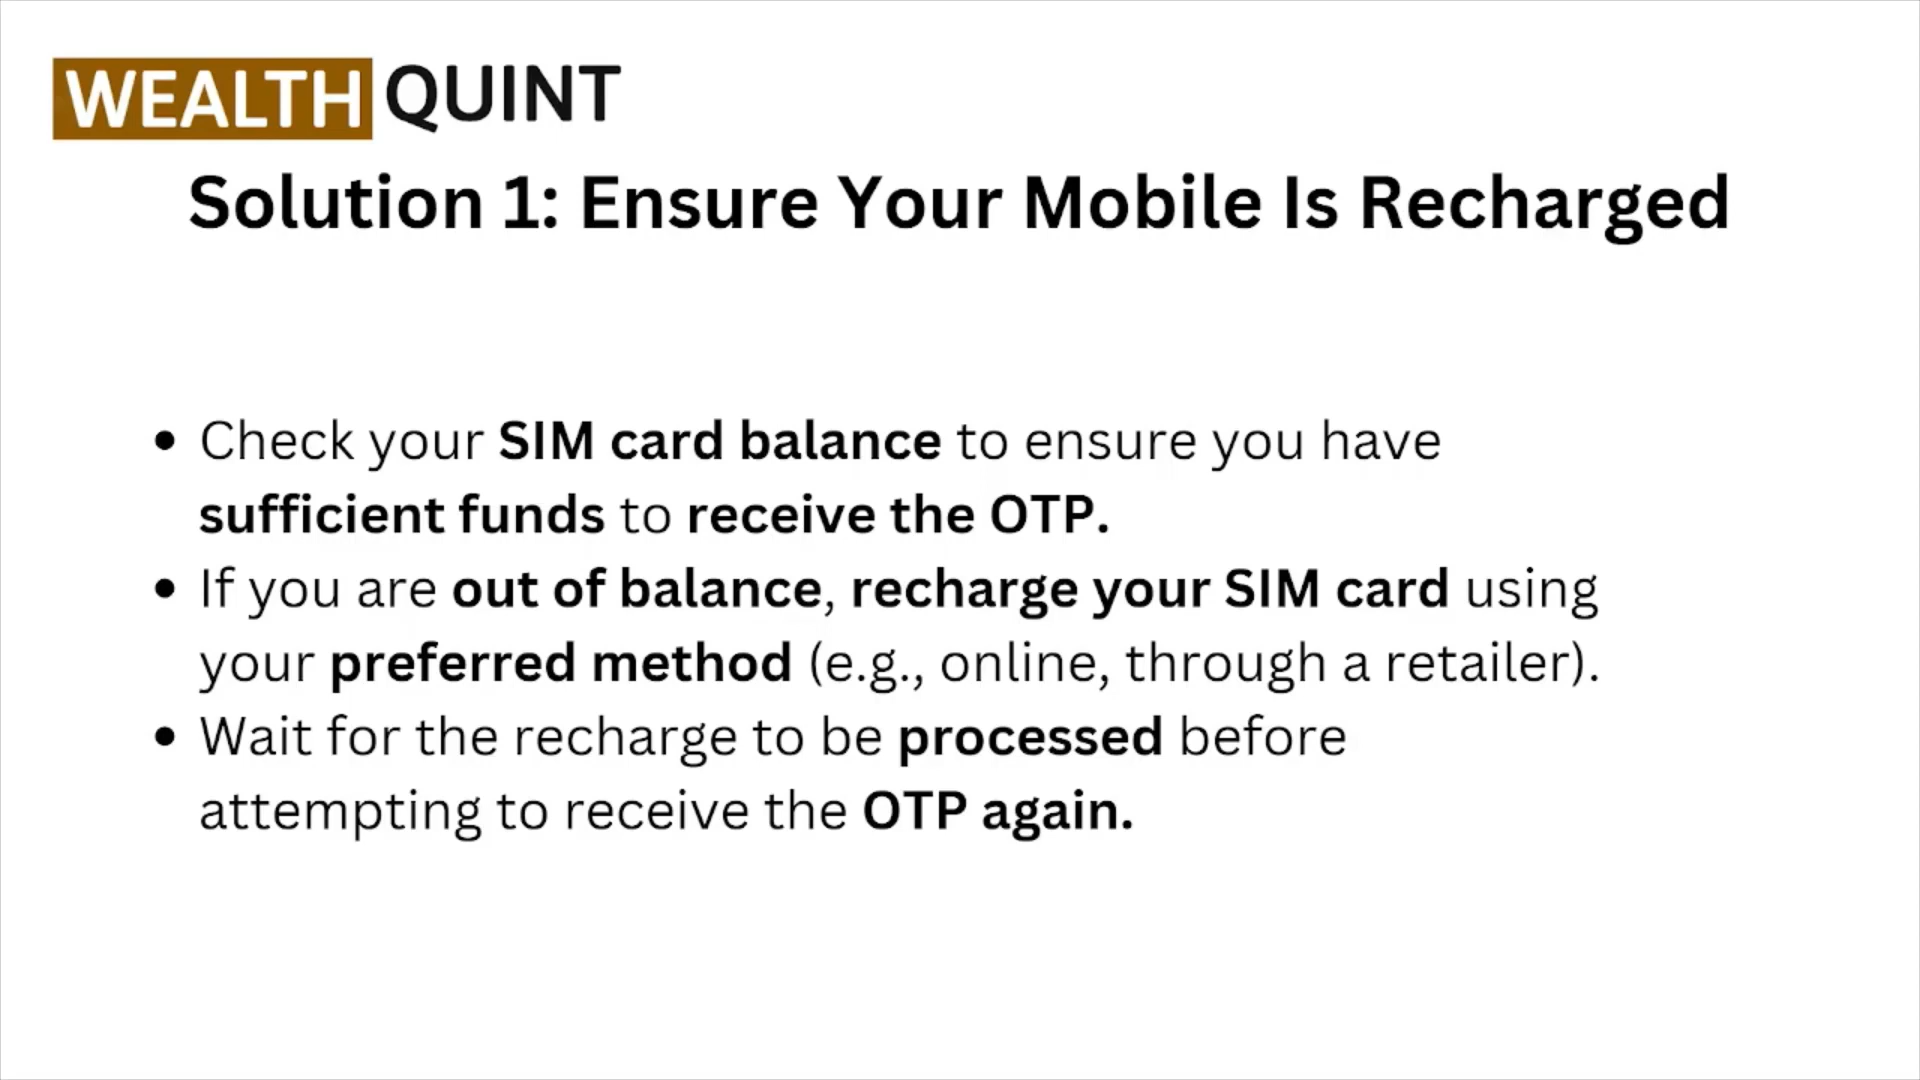 WEALTH QUINT
Solution 1: Ensure Your Mobile Is Recharged
• Check your SIM card balance to ensure you have
sufficient funds to receive the OTP.
• If you are out of balance, recharge your SIM card using
your preferred method (e.g., online, through a retailer).
• Wait for the recharge to be processed before
attempting to receive the OTP again.